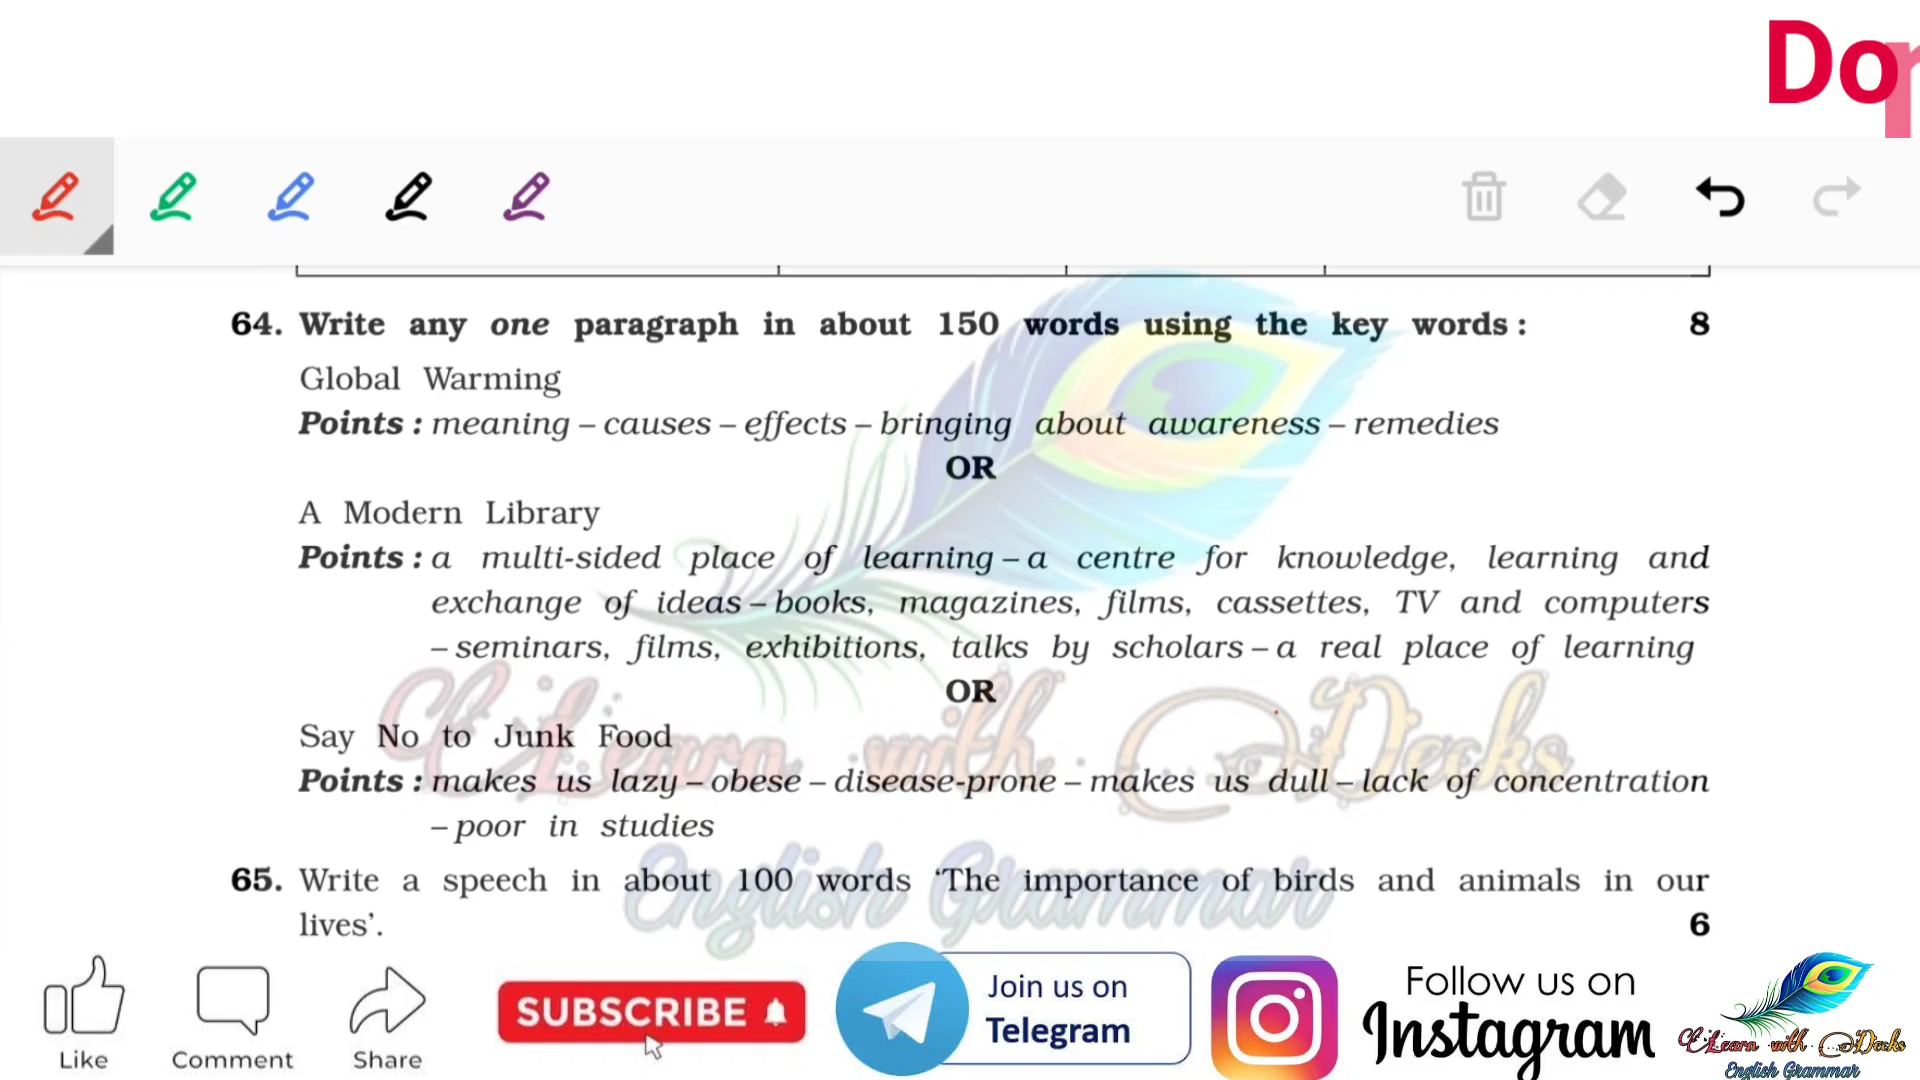 Do
64. Write any one paragraph in about 150 words using the key words : 8
Global Warming
Points : meaning – causes – effects – bringing about awareness – remedies
OR
A Modern Library
Points : a multi-sided place of learning – a centre for knowledge, learning and
exchange of ideas – books, magazines, films, cassettes, TV and computers
– seminars, films, exhibitions, talks by scholars – a real place of learning
OR
Say No to Junk Food
Points : makes us lazy – obese – disease-prone – makes us dull – lack of concentration
– poor in studies
65. Write a speech in about 100 words ‘The importance of birds and animals in our
lives’. 6
Learn with Decks
English Grammar
Like
Comment
Share
SUBSCRIBE
Join us on
Telegram
Follow us on
Instagram
Learn with Decks
English Grammar